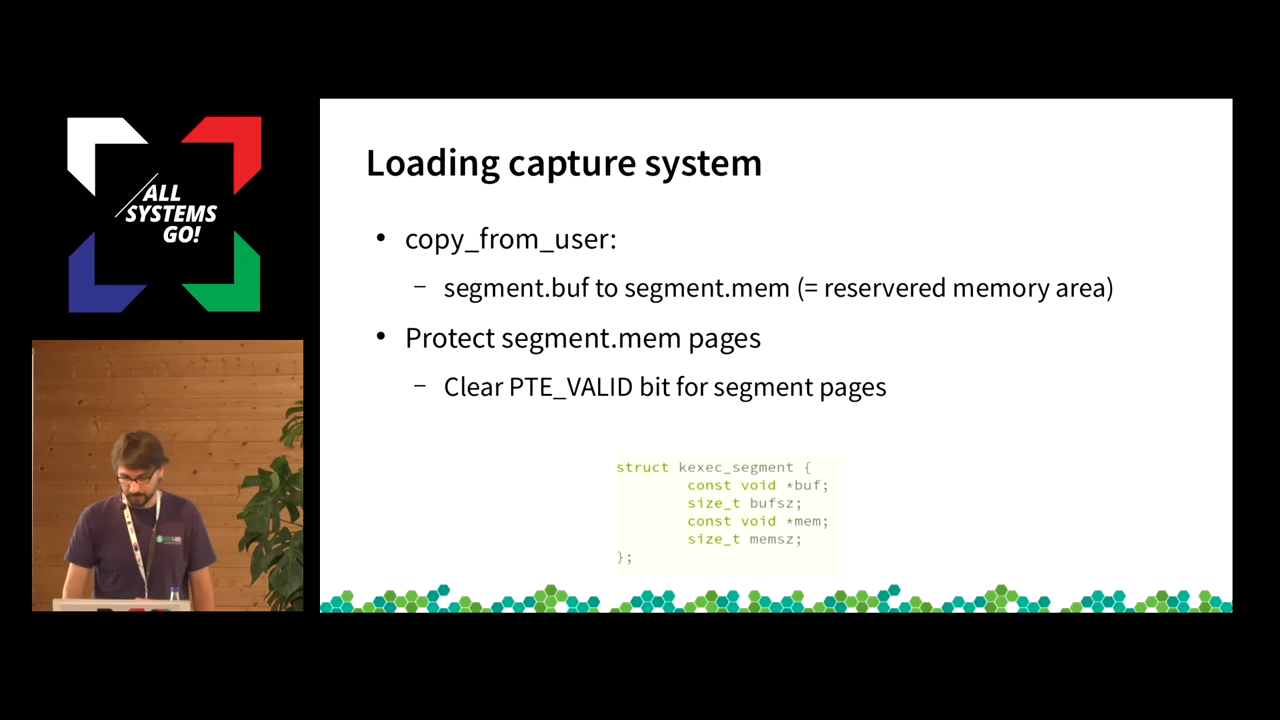 ALL
SYSTEMS
GO!
Loading capture system
• copy_from_user:
– segment.buf to segment.mem (= reservered memory area)
• Protect segment.mem pages
– Clear PTE_VALID bit for segment pages
struct kexec_segment {
const void *buf;
size_t bufsz;
const void *mem;
size_t memsz;
};